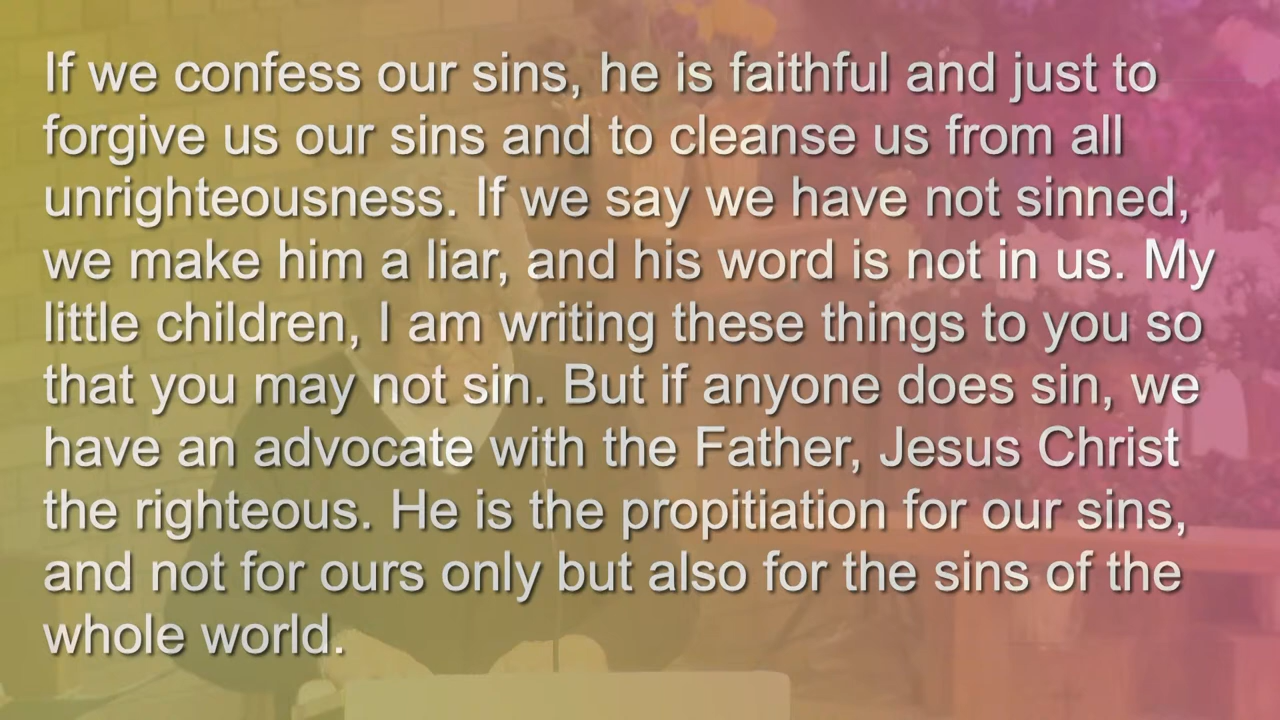 If we confess our sins, he is faithful and just to
forgive us our sins and to cleanse us from all
unrighteousness. If we say we have not sinned,
we make him a liar, and his word is not in us. My
little children, I am writing these things to you so
that you may not sin. But if anyone does sin, we
have an advocate with the Father, Jesus Christ
the righteous. He is the propitiation for our sins,
and not for ours only but also for the sins of the
whole world.